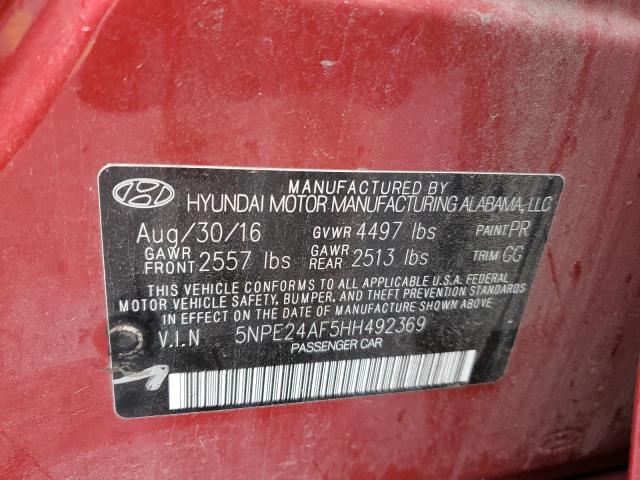 MANUFACTURED BY
HYUNDAI MOTOR MANUFACTURING ALABAMA, LLC
Aug/30/16 GVWR 4497 lbs PAINT PR
GAWR FRONT 2557 lbs GAWR REAR 2513 lbs TRIM GG
THIS VEHICLE CONFORMS TO ALL APPLICABLE U.S.A. FEDERAL
MOTOR VEHICLE SAFETY, BUMPER, AND THEFT PREVENTION
STANDARDS IN EFFECT ON THE DATE OF MANUFACTURE SHOWN ABOVE.
V.I.N 5NPE24AF5HH492369
PASSENGER CAR